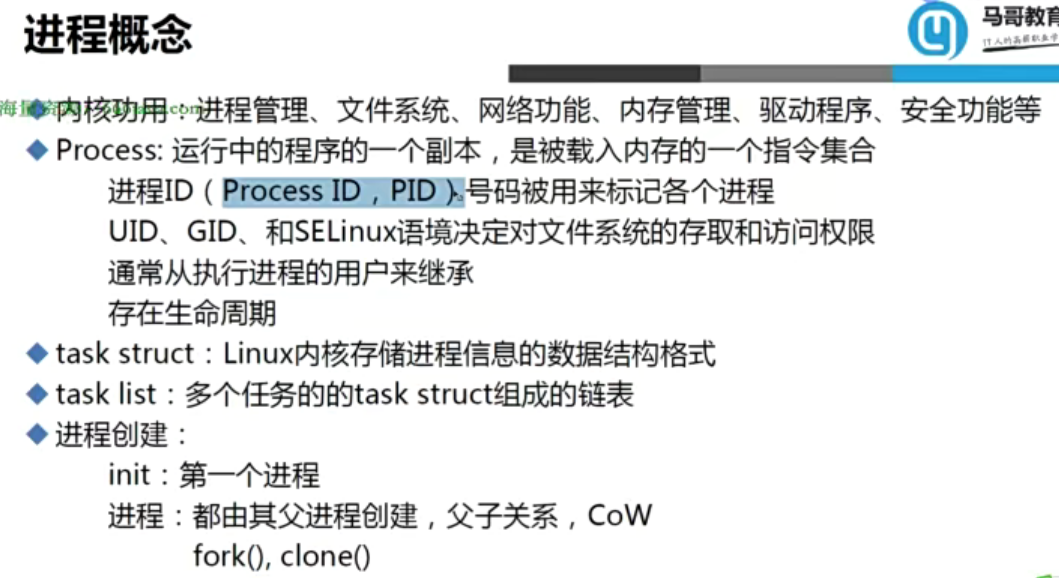 进程概念
马哥教育
IT人的高薪职业学
内核功用：进程管理、文件系统、网络功能、内存管理、驱动程序、安全功能等
Process: 运行中的程序的一个副本，是被载入内存的一个指令集合
进程ID（Process ID，PID）号码被用来标记各个进程
UID、GID、和SELinux语境决定对文件系统的存取和访问权限
通常从执行进程的用户来继承
存在生命周期
task struct：Linux内核存储进程信息的数据结构格式
task list：多个任务的的task struct组成的链表
进程创建：
init：第一个进程
进程：都由其父进程创建，父子关系，CoW
fork(), clone()